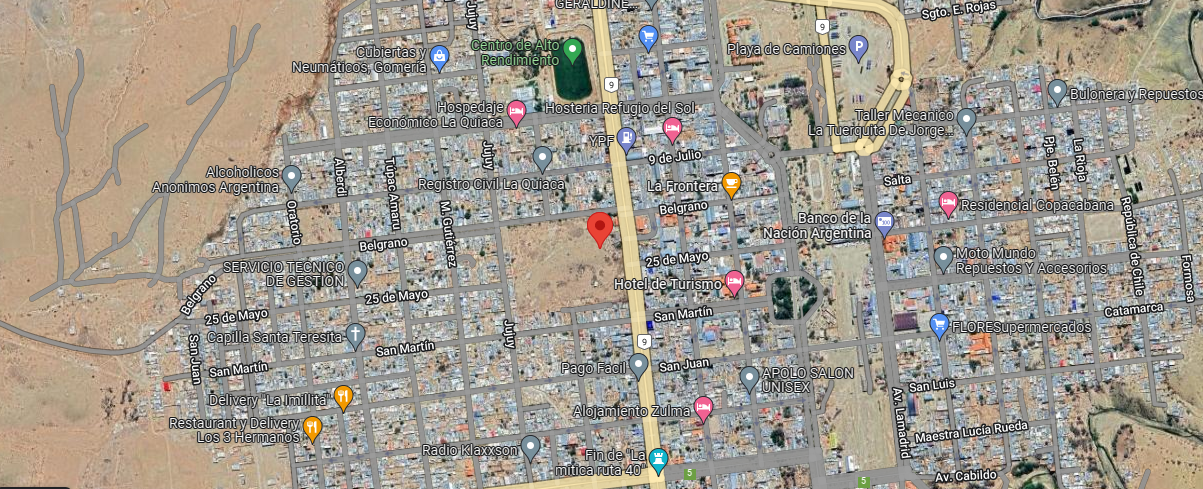 GERALDINE...
Sgto. E. Rojas
9
Jujuy
Cubiertas y
Neumáticos, Gomería
Centro de Alto
Rendimiento
Playa de Camiones
P
9
Bulonera y Repuestos
Hospedaje
Económico La Quiaca
Hostería Refugio del Sol
Taller Mecanico
La Tuerquita De Jorge...
YPF
Jujuy
9 de Julio
Pje. Belén
La Rioja
Alberdi
Tupac Amaru
Alcoholicos
Anonimos Argentina
Registro Civil La Quiaca
La Frontera
Salta
Oratorio
M. Gutiérrez
Belgrano
Residencial Copacabana
República de Chile
Banco de la
Nación Argentina
Belgrano
25 de Mayo
Moto Mundo
Repuestos Y Accesorios
Formosa
SERVICIO TECNICO
DE GESTION
Belgrano
Hotel de Turismo
25 de Mayo
25 de Mayo
San Martín
Catamarca
Capilla Santa Teresita
Jujuy
FLORESupermercados
San Martín
9
San Juan
San Martín
Pago Fácil
San Juan
APOLO SALON
UNISEX
San Luis
Av. Lamadrid
Delivery "La Imillita"
Alojamiento Zulma
Restaurant y Delivery
Los 3 Hermanos
Maestra Lucía Rueda
Radio Klaxxson
Fin de "La
mitica ruta 40"
5
5
Av. Cabildo